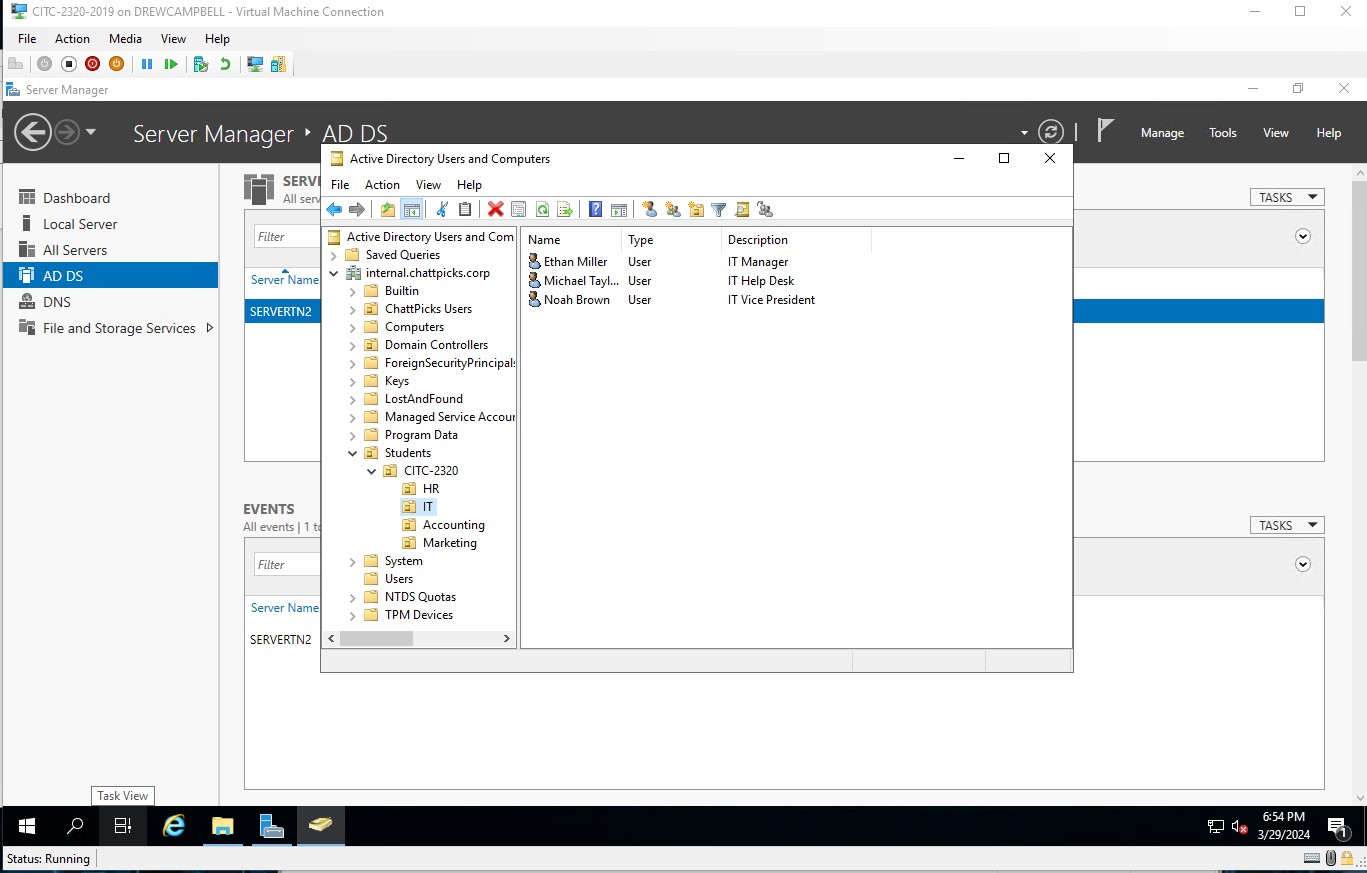 CITC-2320-2019 on DREWCAMPBELL - Virtual Machine Connection
File Action Media View Help
Server Manager
Server Manager ‣ AD DS
Manage Tools View Help
Dashboard
Local Server
All Servers
AD DS
DNS
File and Storage Services
SERV
All serv
TASKS
Filter
Server Name
SERVERTN2
EVENTS
All events | 1 to
TASKS
Filter
Server Name
SERVERTN2
Active Directory Users and Computers
File Action View Help
Active Directory Users and Com
Saved Queries
internal.chattpicks.corp
Builtin
ChattPicks Users
Computers
Domain Controllers
ForeignSecurityPrincipals
Keys
LostAndFound
Managed Service Accour
Program Data
Students
CITC-2320
HR
IT
Accounting
Marketing
System
Users
NTDS Quotas
TPM Devices
Name Type Description
Ethan Miller User IT Manager
Michael Tayl... User IT Help Desk
Noah Brown User IT Vice President
Task View
6:54 PM
3/29/2024
1
Status: Running